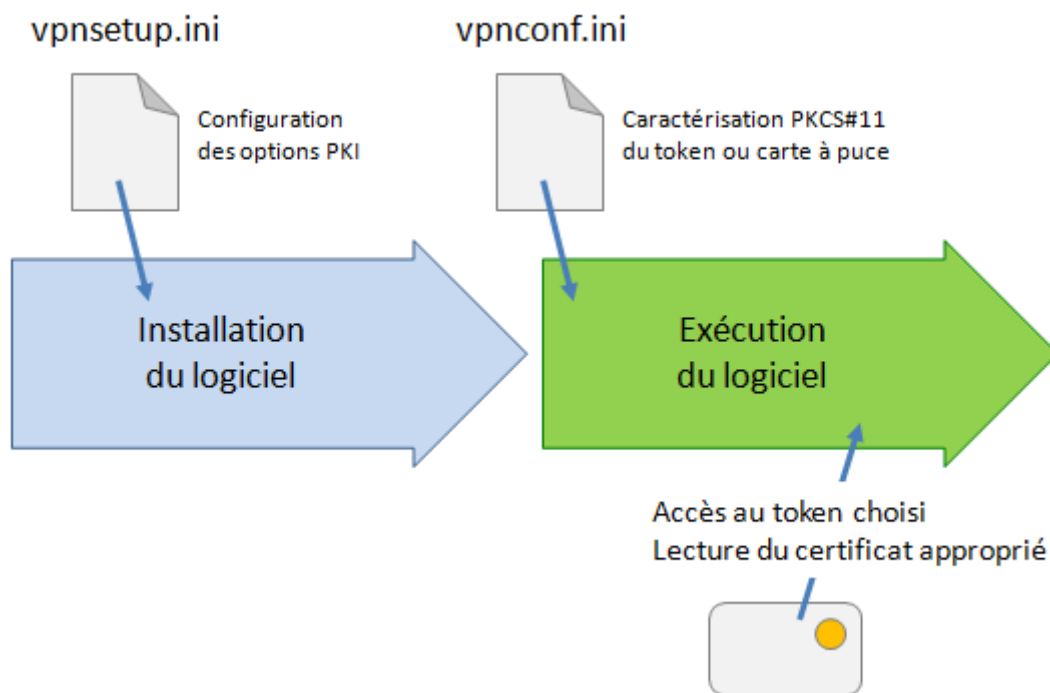 vpnsetup.ini
Configuration
des options PKI
vpnconf.ini
Caractérisation PKCS#11
du token ou carte à puce
Installation
du logiciel
Exécution
du logiciel
Accès au token choisi
Lecture du certificat approprié